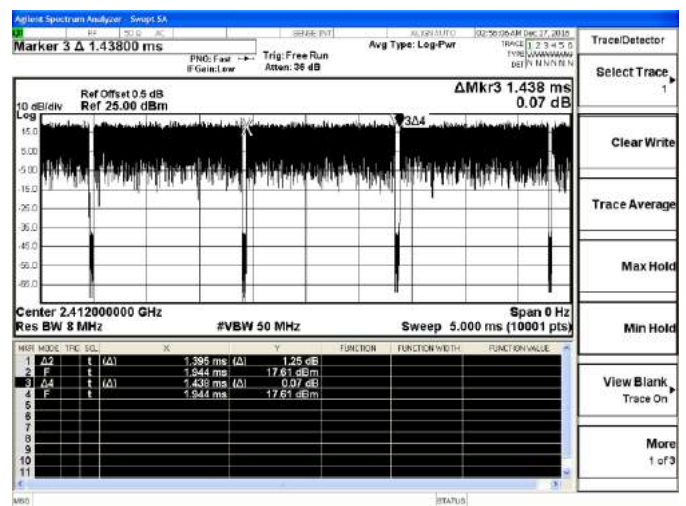 Agilent Spectrum Analyzer - Swept SA
RF 50 Ω AC SENSE:INT ALIGN AUTO 02:56:06 AM Dec 27, 2016
Marker 3 Δ 1.43800 ms
PNO: Fast
IFGain:Low
Trig: Free Run
Atten: 36 dB
Avg Type: Log-Pwr
TRACE 1 2 3 4 5 6
TYPE WWWWWW
DET N N N N N N
Trace/Detector
Select Trace
1
Clear Write
Trace Average
Max Hold
Min Hold
View Blank
Trace On
More
1 of 3
ΔMkr3 1.438 ms
0.07 dB
Ref Offset 0.5 dB
10 dB/div Ref 25.00 dBm
Log
15.0
5.00
-5.00
-15.0
-25.0
-35.0
-45.0
-55.0
-65.0
3Δ4
Center 2.412000000 GHz Span 0 Hz
Res BW 8 MHz #VBW 50 MHz Sweep 5.000 ms (10001 pts)
MKR MODE TRC SCL X Y FUNCTION FUNCTION WIDTH FUNCTION VALUE
1 Δ2 t (Δ) 1.395 ms (Δ) 1.25 dB
2 F t 1.944 ms 17.61 dBm
3 Δ4 t (Δ) 1.438 ms (Δ) 0.07 dB
4 F t 1.944 ms 17.61 dBm
5
6
7
8
9
10
11
MSG STATUS